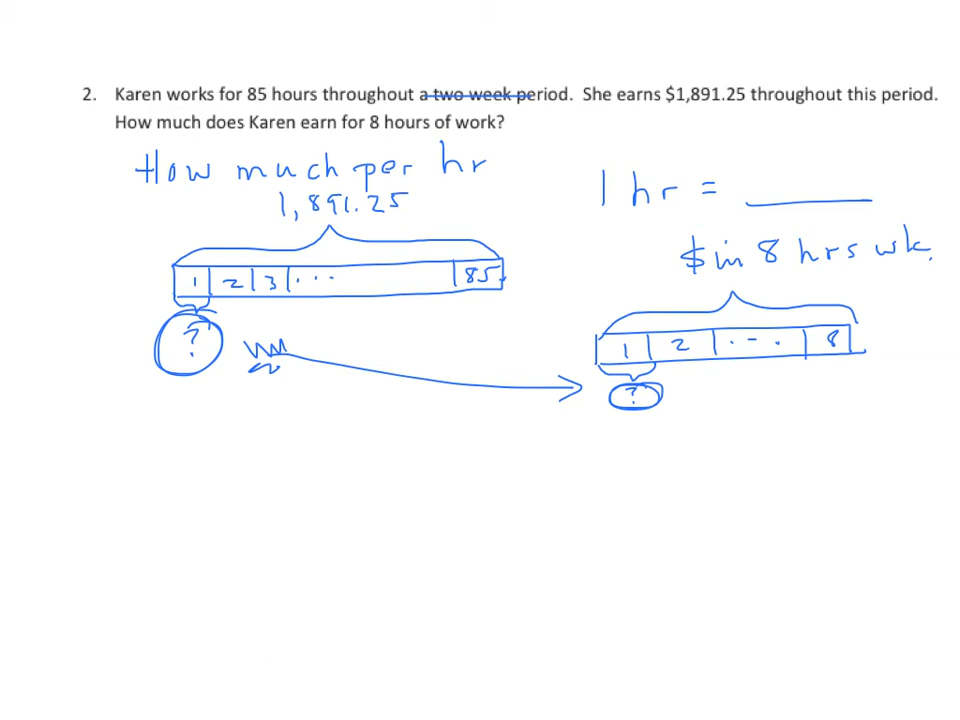 2. Karen works for 85 hours throughout a two week period. She earns $1,891.25 throughout this period.
How much does Karen earn for 8 hours of work?
How much per hr
1,891.25
1 2 3 ... 85
?
1 hr = ______
$ in 8 hrs wk.
1 2 ... 8
?